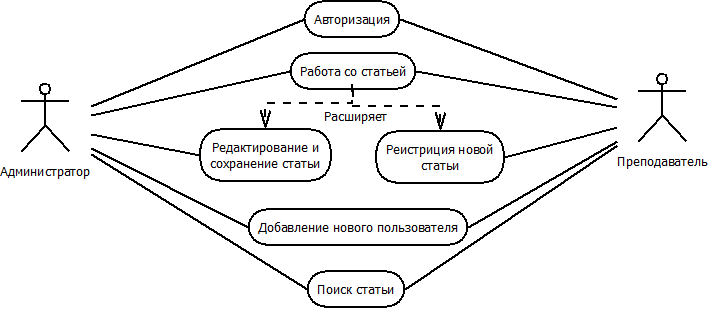 Авторизация
Работа со статьей
Расширяет
Редактирование и
сохранение статьи
Реистриция новой
статьи
Администратор
Преподаватель
Добавление нового пользователя
Поиск статьи